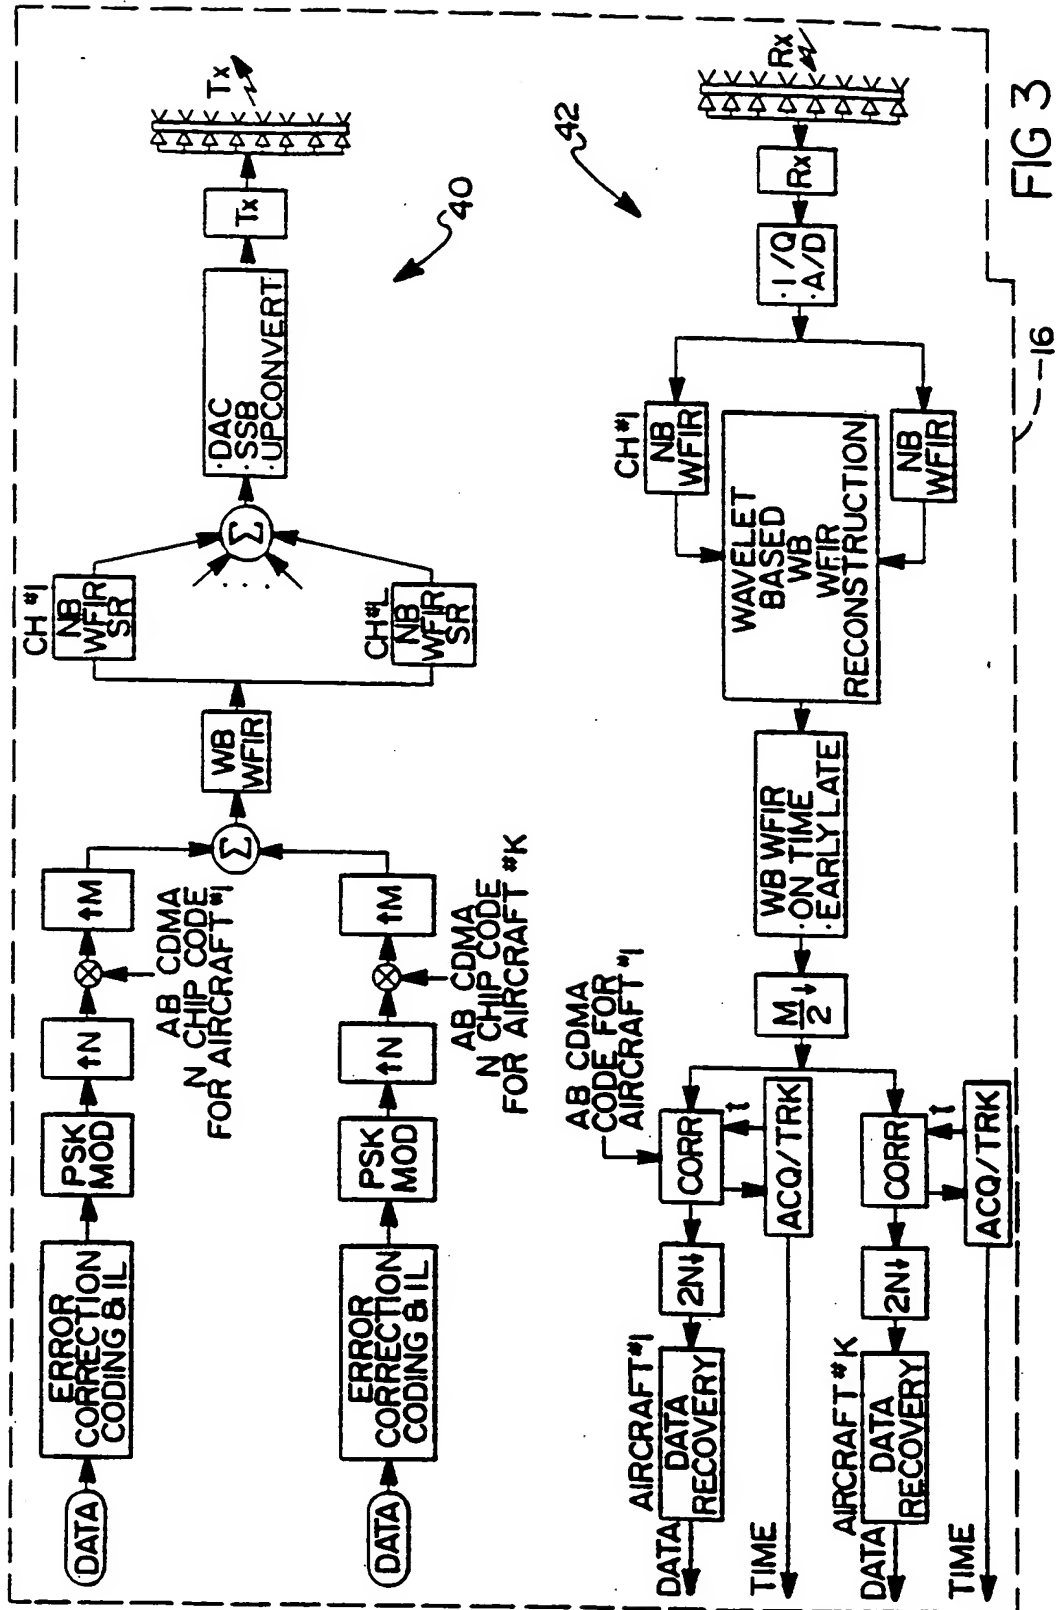 DATA
ERROR
CORRECTION
CODING & IL
PSK
MOD
↑N
AB CDMA
N CHIP CODE
FOR AIRCRAFT #1
↑M
DATA
ERROR
CORRECTION
CODING & IL
PSK
MOD
↑N
AB CDMA
N CHIP CODE
FOR AIRCRAFT #K
↑M
Σ
WB
WFIR
CH #1
NB
WFIR
SR
. . .
CH #L
NB
WFIR
SR
Σ
·DAC
SSB
·UPCONVERT
Tx
Tx
40
42
Rx
Rx
·I/Q
·A/D
CH #1
NB
WFIR
NB
WFIR
WAVELET
BASED
WB
WFIR
RECONSTRUCTION
WB WFIR
·ON TIME
·EARLY LATE
M/2↓
AB CDMA
CODE FOR
AIRCRAFT #1
CORR
t
ACQ/TRK
2N↓
AIRCRAFT #1
DATA
RECOVERY
DATA
TIME
CORR
t
ACQ/TRK
2N↓
AIRCRAFT #K
DATA
RECOVERY
DATA
TIME
16
FIG 3